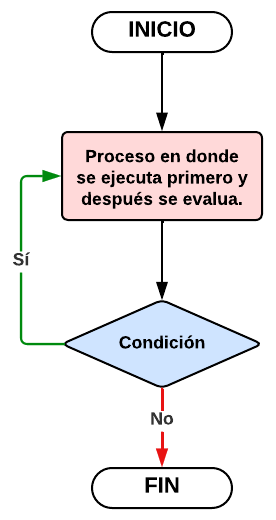 INICIO
Proceso en donde
se ejecuta primero y
después se evalua.
Sí
Condición
No
FIN